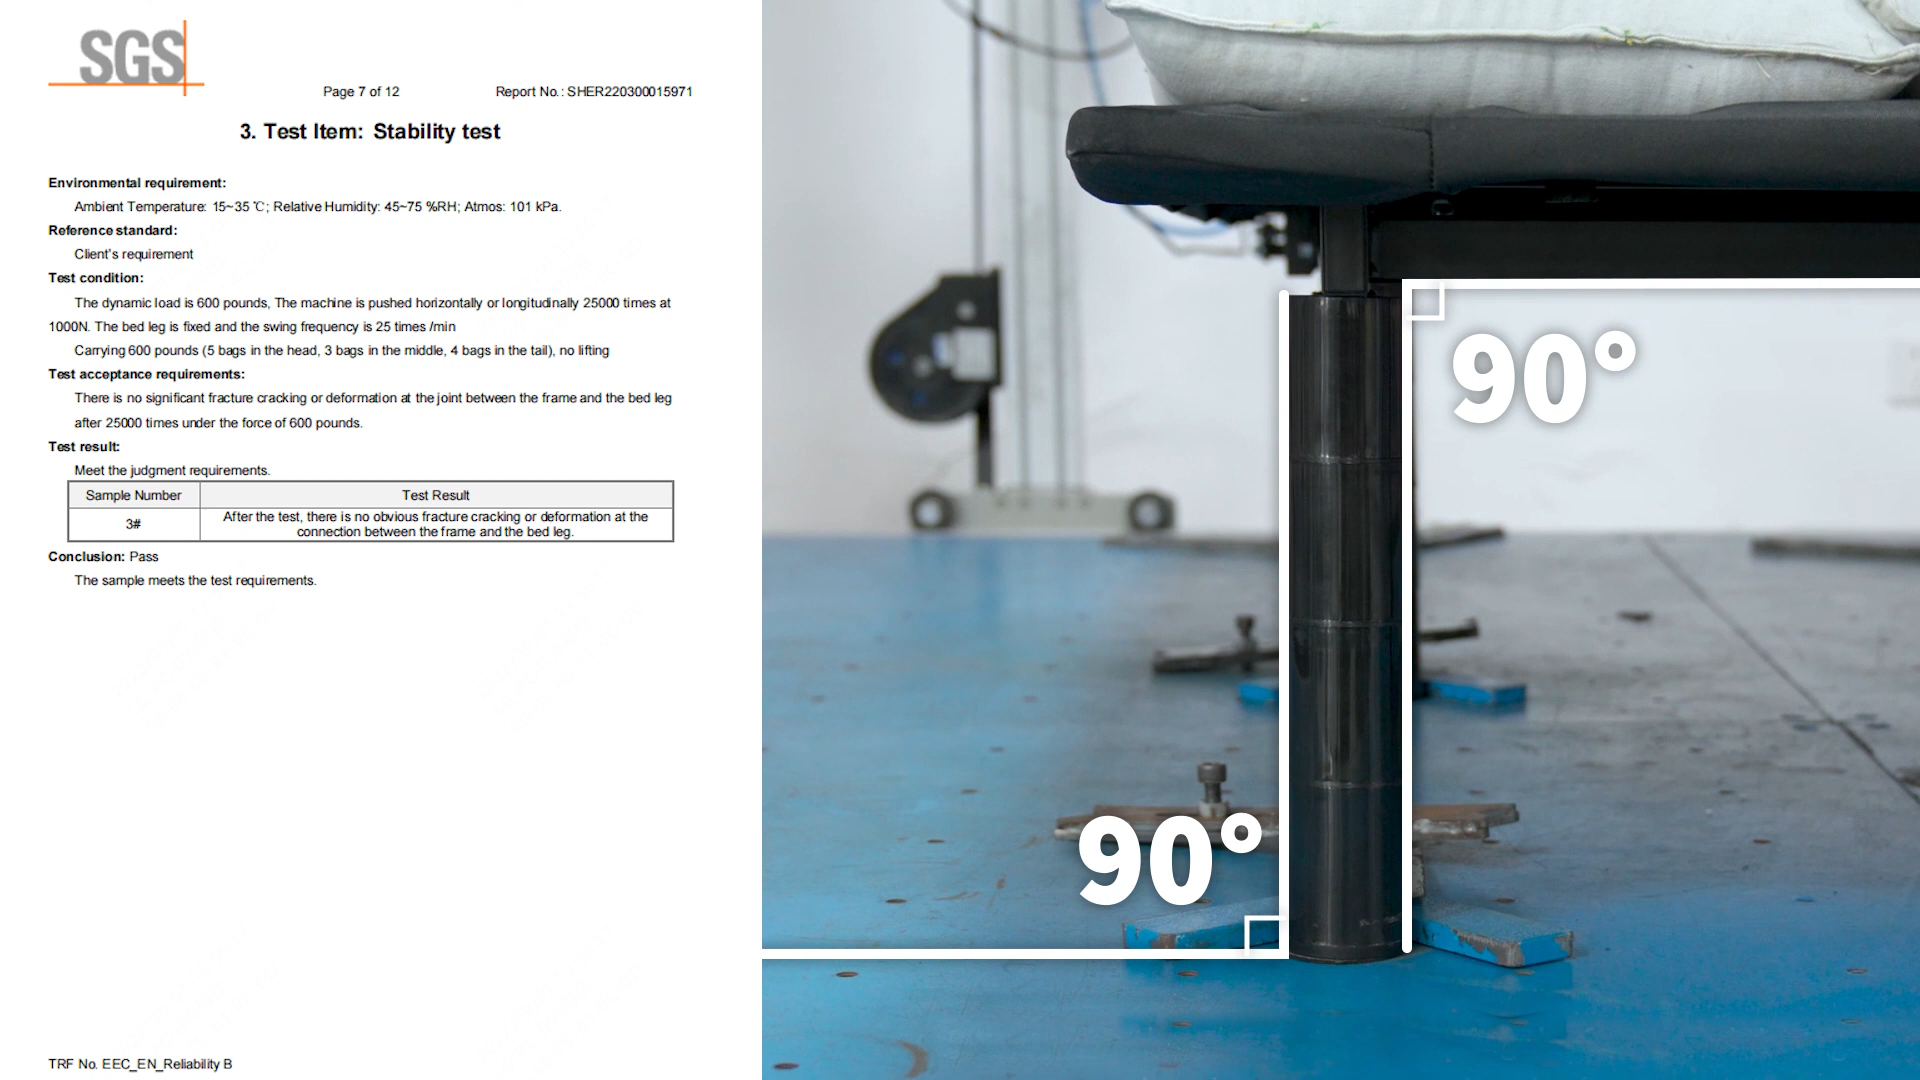 SGS
Page 7 of 12
Report No.: SHER220300015971
3. Test Item: Stability test
Environmental requirement:
Ambient Temperature: 15~35 ℃; Relative Humidity: 45~75 %RH; Atmos: 101 kPa.
Reference standard:
Client's requirement
Test condition:
The dynamic load is 600 pounds, The machine is pushed horizontally or longitudinally 25000 times at
1000N. The bed leg is fixed and the swing frequency is 25 times /min
Carrying 600 pounds (5 bags in the head, 3 bags in the middle, 4 bags in the tail), no lifting
Test acceptance requirements:
There is no significant fracture cracking or deformation at the joint between the frame and the bed leg
after 25000 times under the force of 600 pounds.
Test result:
Meet the judgment requirements.
Sample Number
Test Result
3#
After the test, there is no obvious fracture cracking or deformation at the
connection between the frame and the bed leg.
Conclusion: Pass
The sample meets the test requirements.
TRF No. EEC_EN_Reliability B
90°
90°